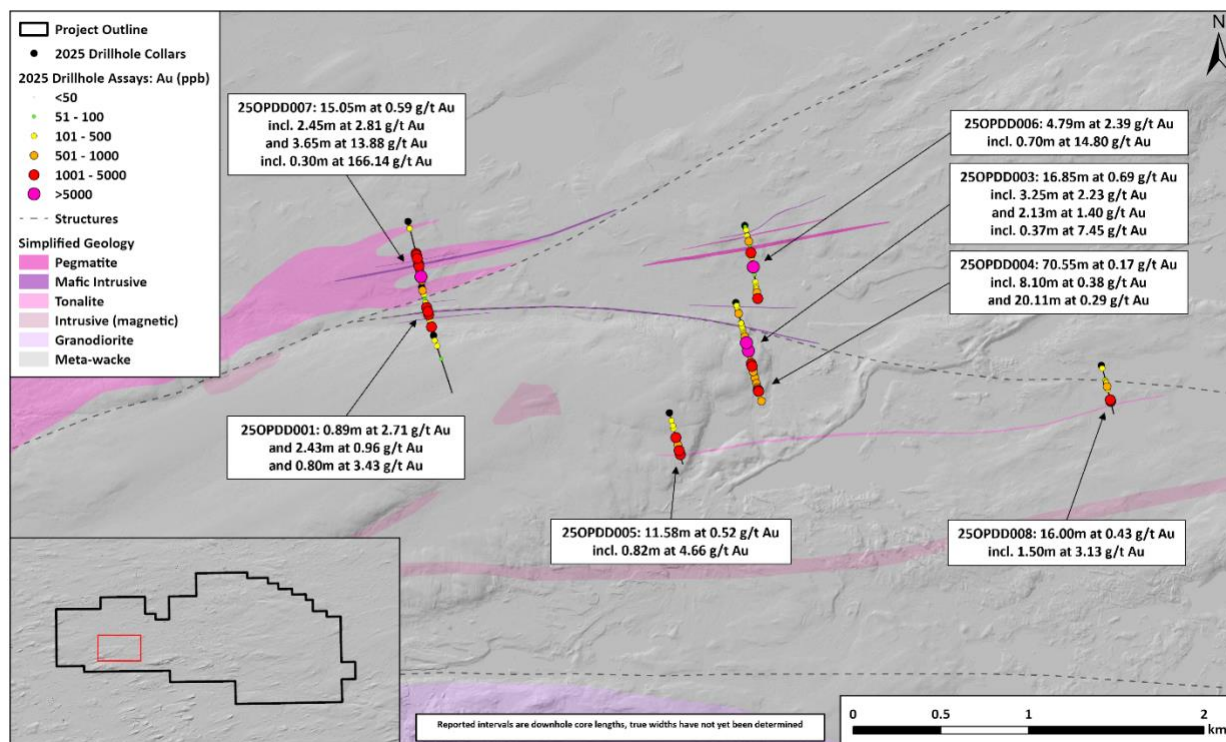 Project Outline
2025 Drillhole Collars
2025 Drillhole Assays: Au (ppb)
<50
51 - 100
101 - 500
501 - 1000
1001 - 5000
>5000
Structures
Simplified Geology
Pegmatite
Mafic Intrusive
Tonalite
Intrusive (magnetic)
Granodiorite
Meta-wacke
N
25OPDD007: 15.05m at 0.59 g/t Au
incl. 2.45m at 2.81 g/t Au
and 3.65m at 13.88 g/t Au
incl. 0.30m at 166.14 g/t Au
25OPDD006: 4.79m at 2.39 g/t Au
incl. 0.70m at 14.80 g/t Au
25OPDD003: 16.85m at 0.69 g/t Au
incl. 3.25m at 2.23 g/t Au
and 2.13m at 1.40 g/t Au
incl. 0.37m at 7.45 g/t Au
25OPDD004: 70.55m at 0.17 g/t Au
incl. 8.10m at 0.38 g/t Au
and 20.11m at 0.29 g/t Au
25OPDD001: 0.89m at 2.71 g/t Au
and 2.43m at 0.96 g/t Au
and 0.80m at 3.43 g/t Au
25OPDD005: 11.58m at 0.52 g/t Au
incl. 0.82m at 4.66 g/t Au
25OPDD008: 16.00m at 0.43 g/t Au
incl. 1.50m at 3.13 g/t Au
Reported intervals are downhole core lengths, true widths have not yet been determined
0 0.5 1 2
km